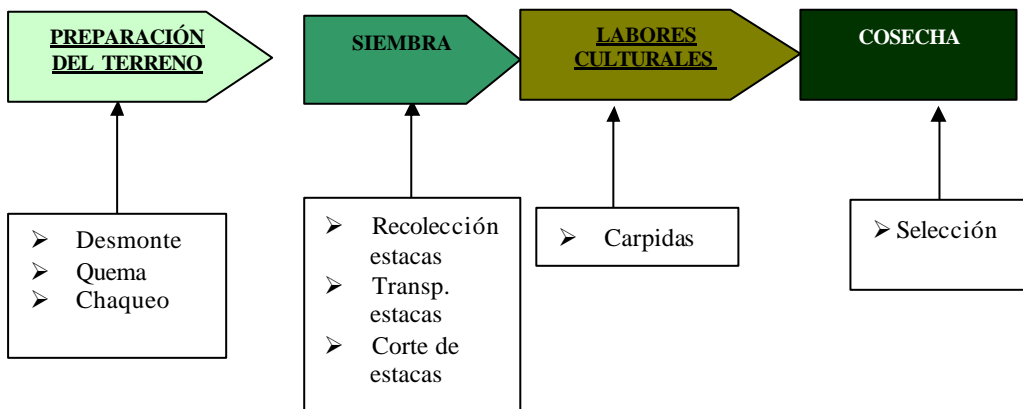 PREPARACIÓN
DEL TERRENO
SIEMBRA
LABORES
CULTURALES
COSECHA
➢ Desmonte
➢ Quema
➢ Chaqueo
➢ Recolección
estacas
➢ Transp.
estacas
➢ Corte de
estacas
➢ Carpidas
➢ Selección